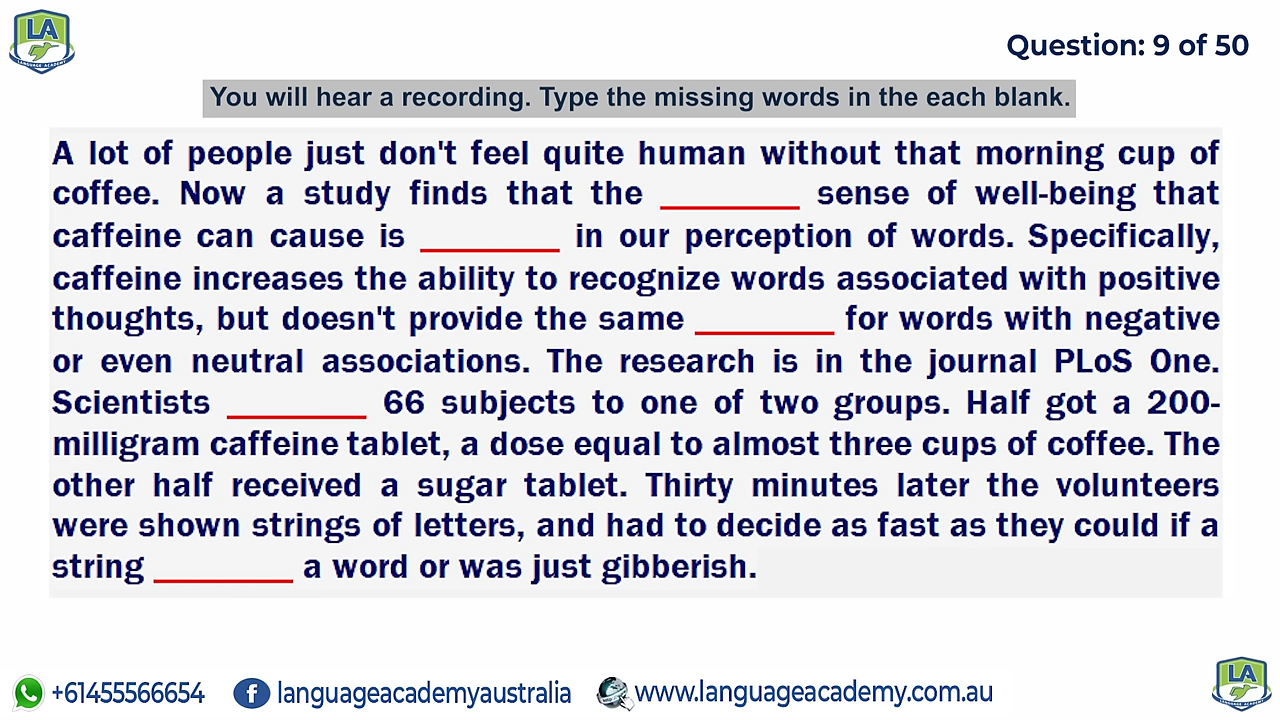 LA
LANGUAGE ACADEMY
Question: 9 of 50
You will hear a recording. Type the missing words in the each blank.
A lot of people just don't feel quite human without that morning cup of
coffee. Now a study finds that the ________ sense of well-being that
caffeine can cause is ________ in our perception of words. Specifically,
caffeine increases the ability to recognize words associated with positive
thoughts, but doesn't provide the same ________ for words with negative
or even neutral associations. The research is in the journal PLoS One.
Scientists ________ 66 subjects to one of two groups. Half got a 200-
milligram caffeine tablet, a dose equal to almost three cups of coffee. The
other half received a sugar tablet. Thirty minutes later the volunteers
were shown strings of letters, and had to decide as fast as they could if a
string ________ a word or was just gibberish.
+61455566654
languageacademyaustralia
www.languageacademy.com.au
LA
LANGUAGE ACADEMY